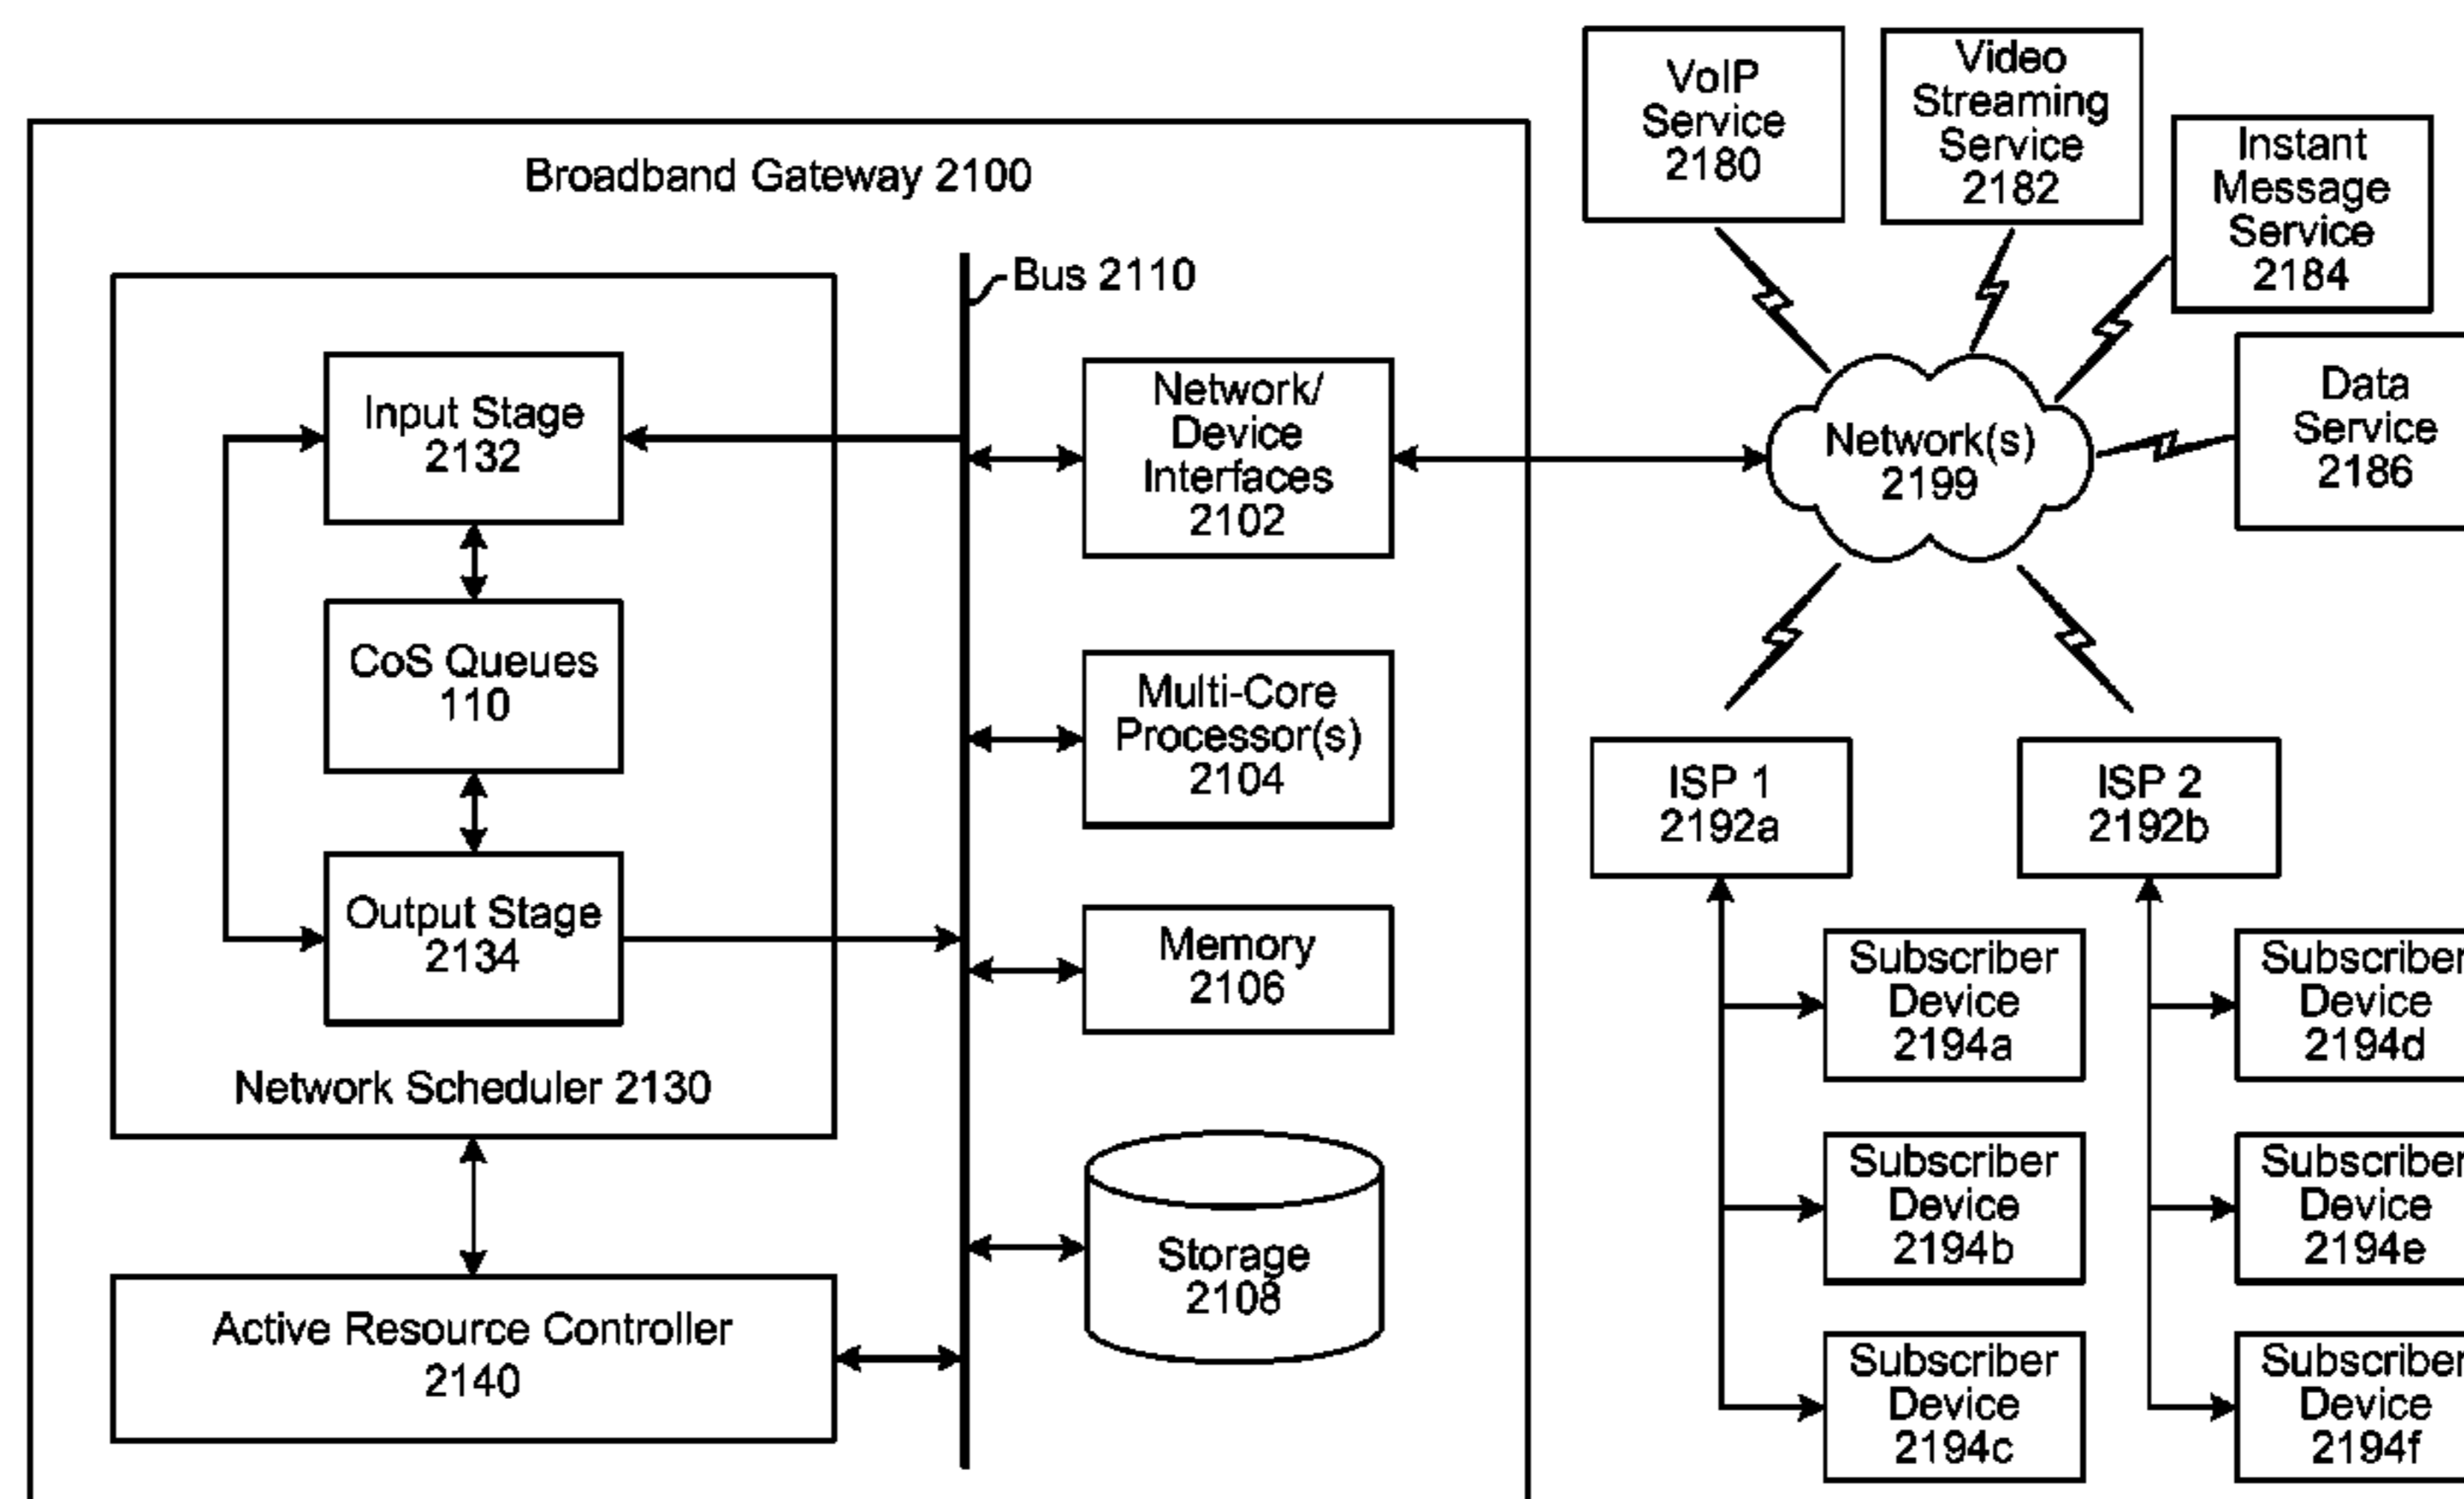 Broadband Gateway 2100
Bus 2110
Input Stage
2132
CoS Queues
110
Output Stage
2134
Network Scheduler 2130
Active Resource Controller
2140
Network/
Device
Interfaces
2102
Multi-Core
Processor(s)
2104
Memory
2106
Storage
2108
VoIP
Service
2180
Video
Streaming
Service
2182
Instant
Message
Service
2184
Data
Service
2186
Network(s)
2199
ISP 1
2192a
ISP 2
2192b
Subscriber
Device
2194a
Subscriber
Device
2194b
Subscriber
Device
2194c
Subscriber
Device
2194d
Subscriber
Device
2194e
Subscriber
Device
2194f